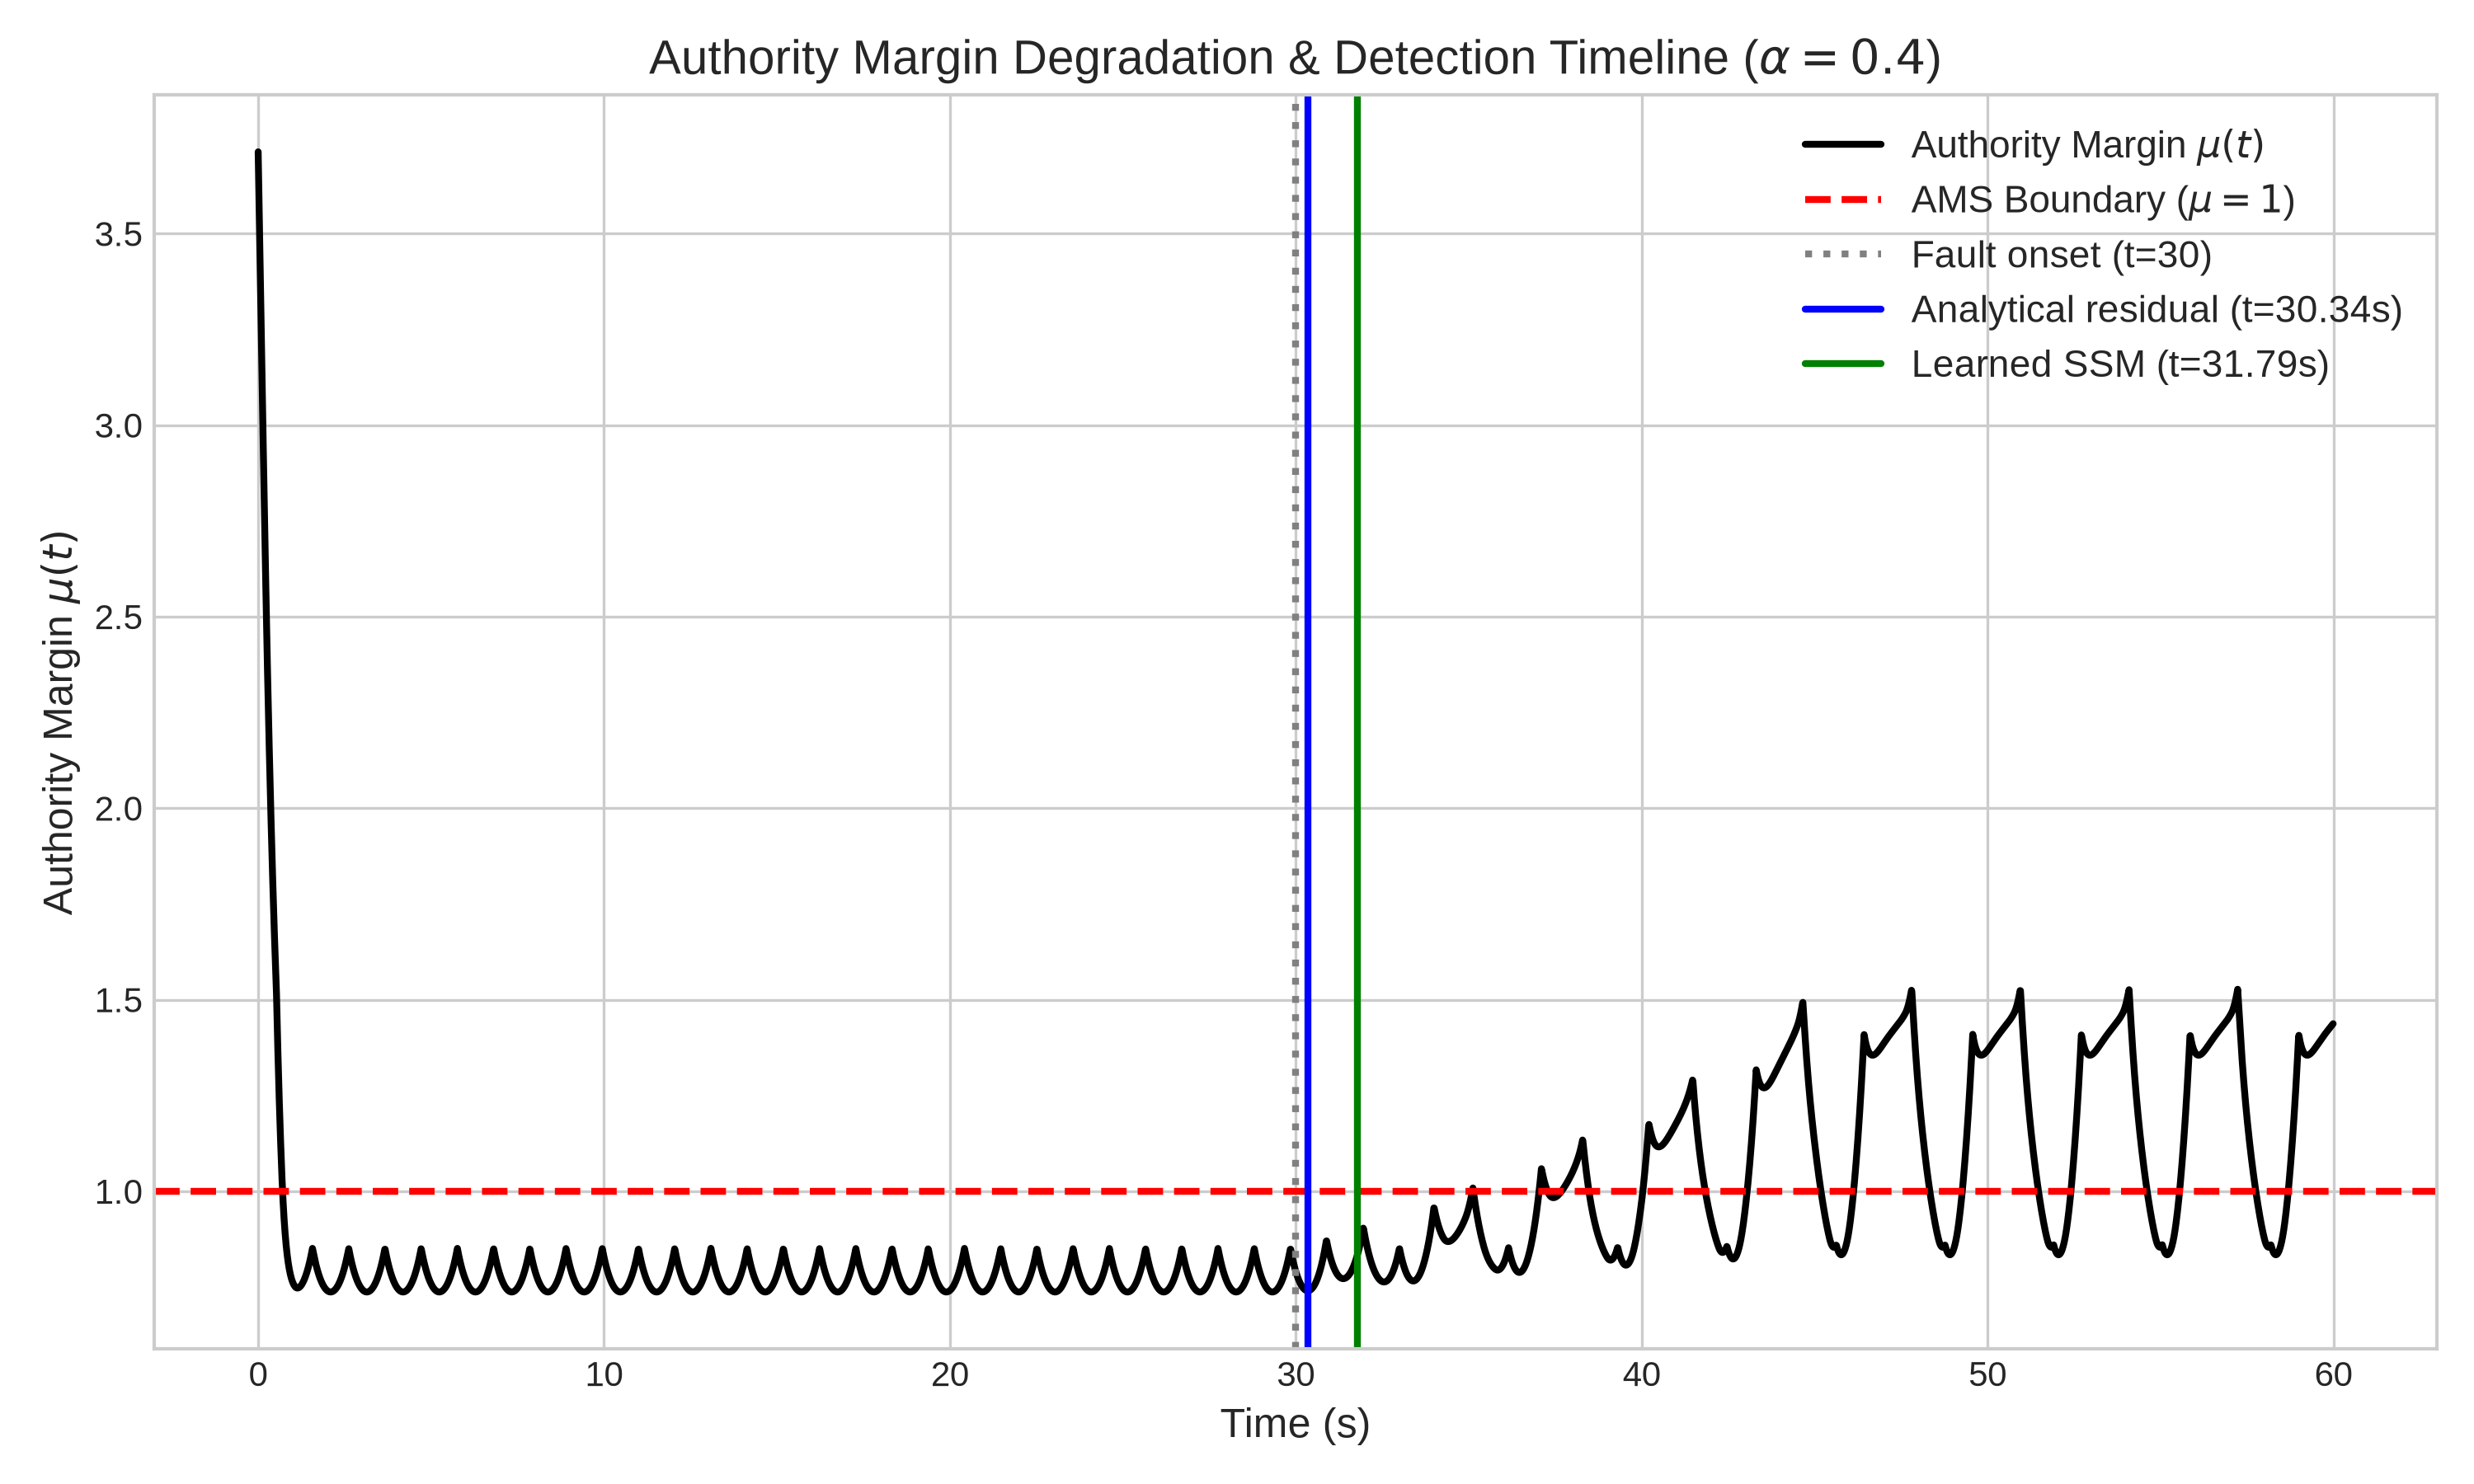 Authority Margin Degradation & Detection Timeline (α = 0.4)
Authority Margin μ(t)
AMS Boundary (μ = 1)
Fault onset (t=30)
Analytical residual (t=30.34s)
Learned SSM (t=31.79s)
Authority Margin μ(t)
3.5
3.0
2.5
2.0
1.5
1.0
0 10 20 30 40 50 60
Time (s)